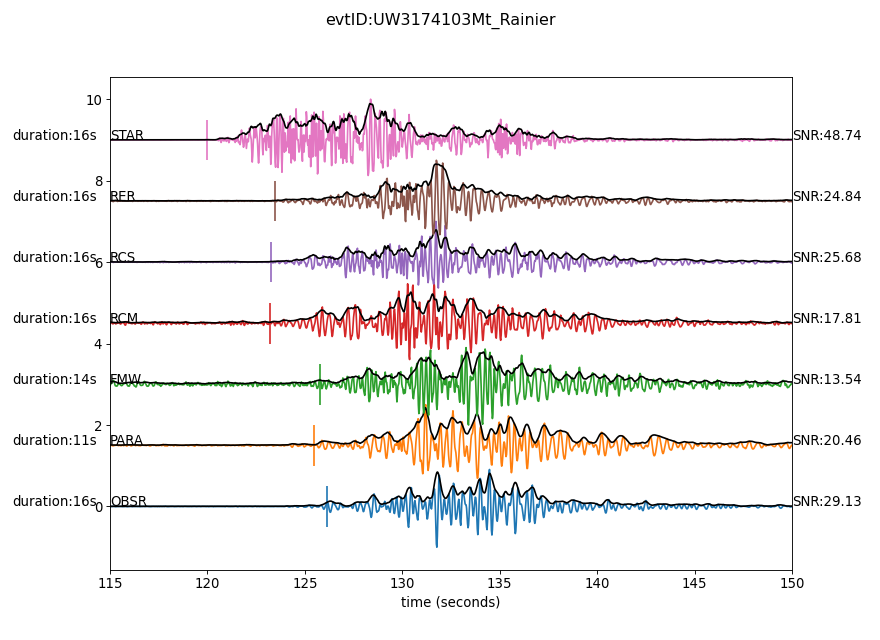 evtID:UW3174103Mt_Rainier
10
duration:16s STAR SNR:48.74
8
duration:16s RER SNR:24.84
duration:16s RCS SNR:25.68
6
duration:16s RCM SNR:17.81
4
duration:14s FMW SNR:13.54
2
duration:11s PARA SNR:20.46
duration:16s OBSR SNR:29.13
0
115 120 125 130 135 140 145 150
time (seconds)